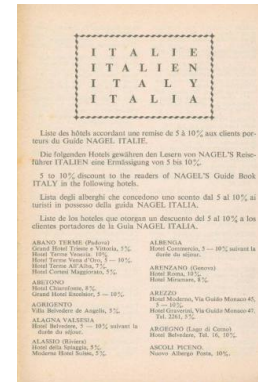 ITALIE
ITALIEN
ITALY
ITALIA
Liste des hôtels accordant une remise de 5 à 10% aux clients por-
teurs du Guide NAGEL ITALIE.
Die folgenden Hotels gewähren den Lesern von NAGEL'S Reise-
führer ITALIEN eine Ermässigung von 5 bis 10%.
5 to 10% discount to the readers of NAGEL'S Guide Book
ITALY in the following hotels.
Lista degli alberghi che concedono uno sconto dal 5 al 10% ai
turisti in possesso della guida NAGEL ITALIA.
Liste de los hoteles que otorgan un descuento del 5 al 10% a los
clientes portadores de la Guía NAGEL ITALIA.
ABANO TERME (Padova)
Grand Hotel Trieste e Vittoria, 5%.
Hotel Terme Venezia, 10%.
Hotel Terme Vena d'Oro, 5 — 10%.
Hotel Terme All'Alba, 7%.
Hotel Cortesi Maggiorato, 5%.
ABETONE
Hotel Chiarofonte, 8%.
Grand Hotel Excelsior, 5 — 10%.
AGRIGENTO
Villa Belvedere de Angelis, 5%.
ALAGNA VALSESIA
Hotel Belvedere, 5 — 10% suivant la
durée du séjour.
ALASSIO (Riviera)
Hotel della Spiaggia, 5%.
Moderne Hotel Suisse, 5%.
ALBENGA
Hotel Commercio, 5 — 10% suivant la
durée du séjour.
ARENZANO (Genova)
Hotel Roma, 10%.
Hotel Miramare, 8%.
AREZZO
Hotel Moderno, Via Guido Monaco 45,
5 — 10%.
Hotel Graverini, Via Guido Monaco 47.
Tel. 2261, 5%.
ARGEGNO (Lago di Como)
Hotel Belvedere, Tel. 16, 10%.
ASCOLI PICENO.
Nuovo Albergo Posta, 10%.